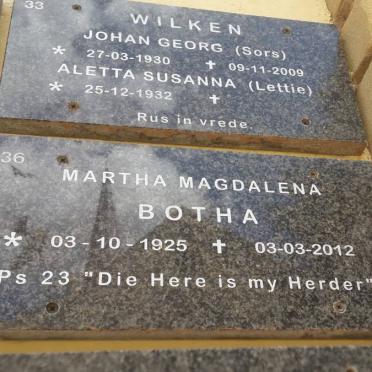 33
WILKEN
JOHAN GEORG (Sors)
* 27-03-1930 ✝ 09-11-2009
ALETTA SUSANNA (Lettie)
* 25-12-1932 ✝
Rus in vrede.
36
MARTHA MAGDALENA
BOTHA
* 03-10-1925 ✝ 03-03-2012
Ps 23 "Die Here is my Herder"